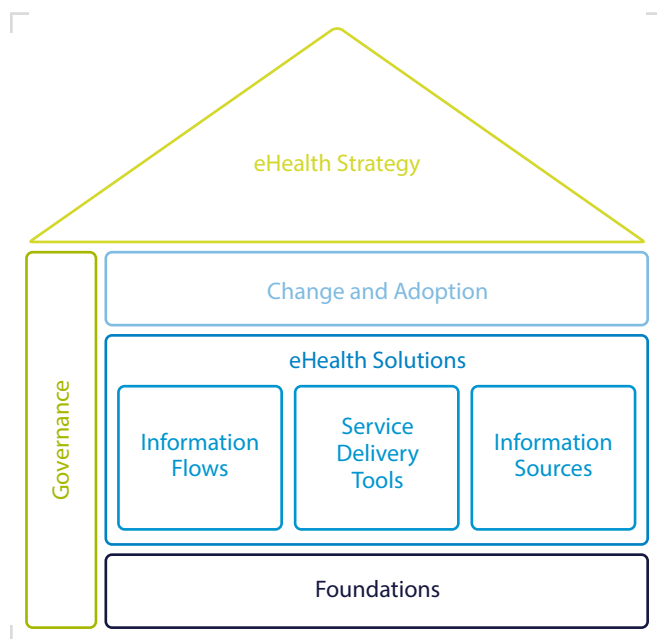 eHealth Strategy
Governance
Change and Adoption
eHealth Solutions
Information
Flows
Service
Delivery
Tools
Information
Sources
Foundations